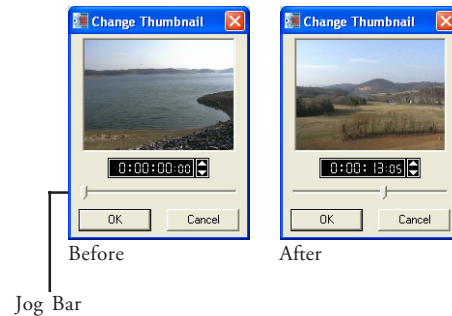 Change Thumbnail
0:00:00:00
OK Cancel
Before
Change Thumbnail
0:00:13:05
OK Cancel
After
Jog Bar